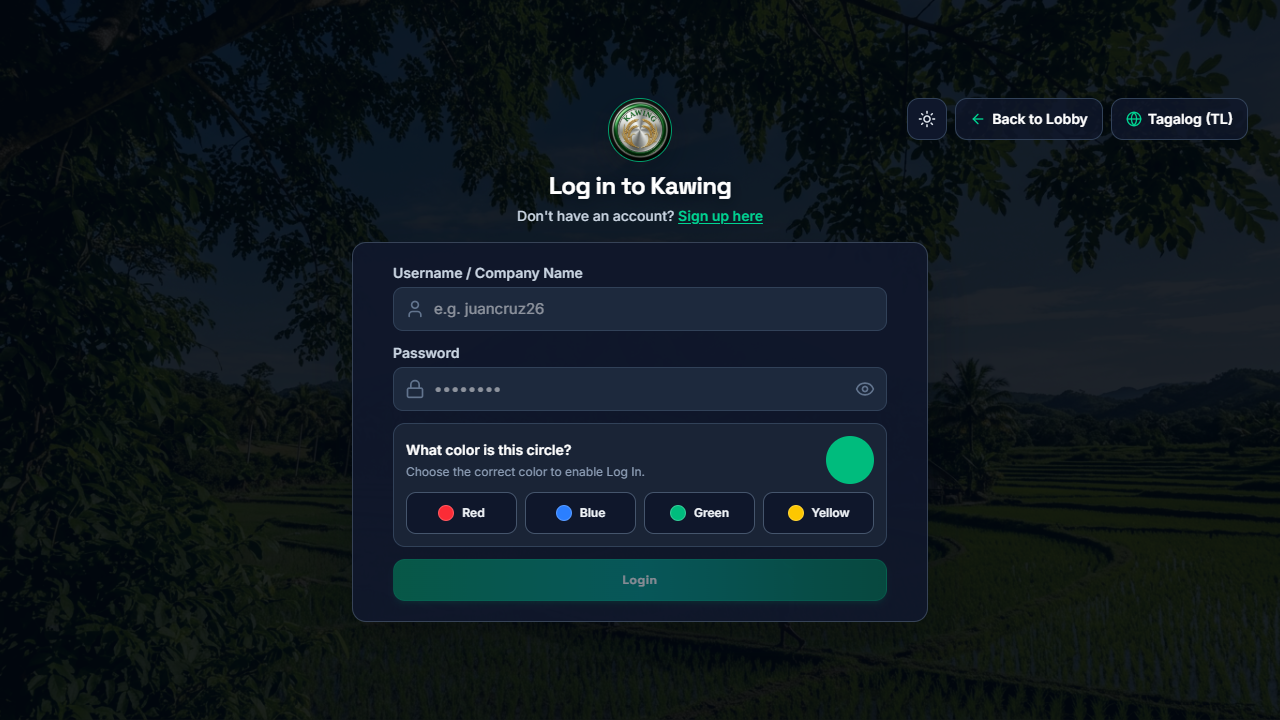 KAWING
Back to Lobby
Tagalog (TL)
Log in to Kawing
Don't have an account? Sign up here
Username / Company Name
e.g. juancruz26
Password
••••••••
What color is this circle?
Choose the correct color to enable Log In.
Red
Blue
Green
Yellow
Login